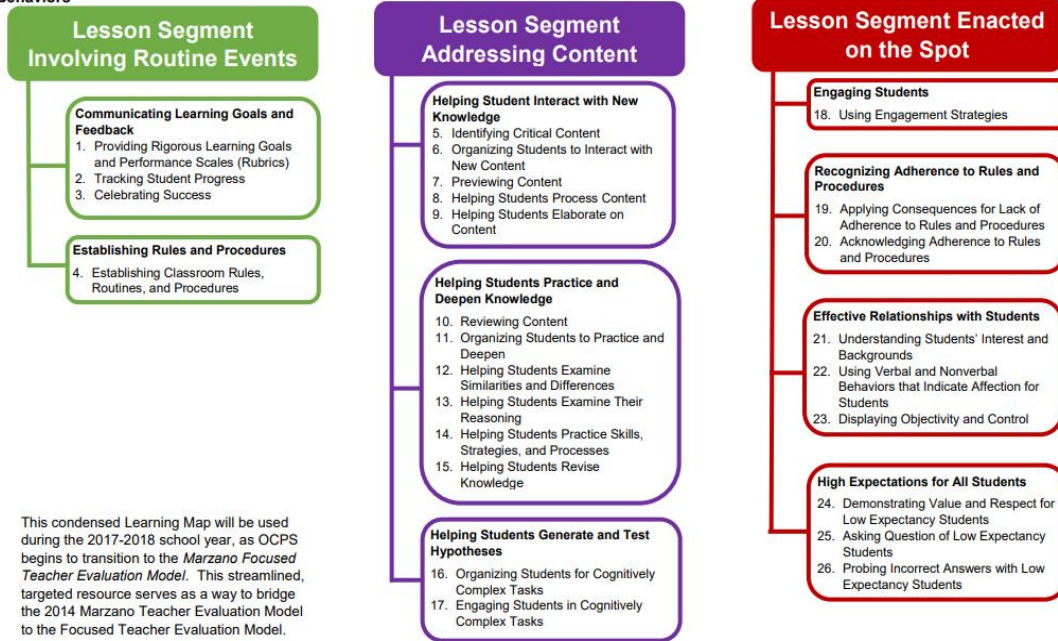 Behaviors
Lesson Segment
Involving Routine Events
Communicating Learning Goals and
Feedback
1. Providing Rigorous Learning Goals
and Performance Scales (Rubrics)
2. Tracking Student Progress
3. Celebrating Success
Establishing Rules and Procedures
4. Establishing Classroom Rules,
Routines, and Procedures
This condensed Learning Map will be used
during the 2017-2018 school year, as OCPS
begins to transition to the Marzano Focused
Teacher Evaluation Model. This streamlined,
targeted resource serves as a way to bridge
the 2014 Marzano Teacher Evaluation Model
to the Focused Teacher Evaluation Model.
Lesson Segment
Addressing Content
Helping Student Interact with New
Knowledge
5. Identifying Critical Content
6. Organizing Students to Interact with
New Content
7. Previewing Content
8. Helping Students Process Content
9. Helping Students Elaborate on
Content
Helping Students Practice and
Deepen Knowledge
10. Reviewing Content
11. Organizing Students to Practice and
Deepen
12. Helping Students Examine
Similarities and Differences
13. Helping Students Examine Their
Reasoning
14. Helping Students Practice Skills,
Strategies, and Processes
15. Helping Students Revise
Knowledge
Helping Students Generate and Test
Hypotheses
16. Organizing Students for Cognitively
Complex Tasks
17. Engaging Students in Cognitively
Complex Tasks
Lesson Segment Enacted
on the Spot
Engaging Students
18. Using Engagement Strategies
Recognizing Adherence to Rules and
Procedures
19. Applying Consequences for Lack of
Adherence to Rules and Procedures
20. Acknowledging Adherence to Rules
and Procedures
Effective Relationships with Students
21. Understanding Students' Interest and
Backgrounds
22. Using Verbal and Nonverbal
Behaviors that Indicate Affection for
Students
23. Displaying Objectivity and Control
High Expectations for All Students
24. Demonstrating Value and Respect for
Low Expectancy Students
25. Asking Question of Low Expectancy
Students
26. Probing Incorrect Answers with Low
Expectancy Students